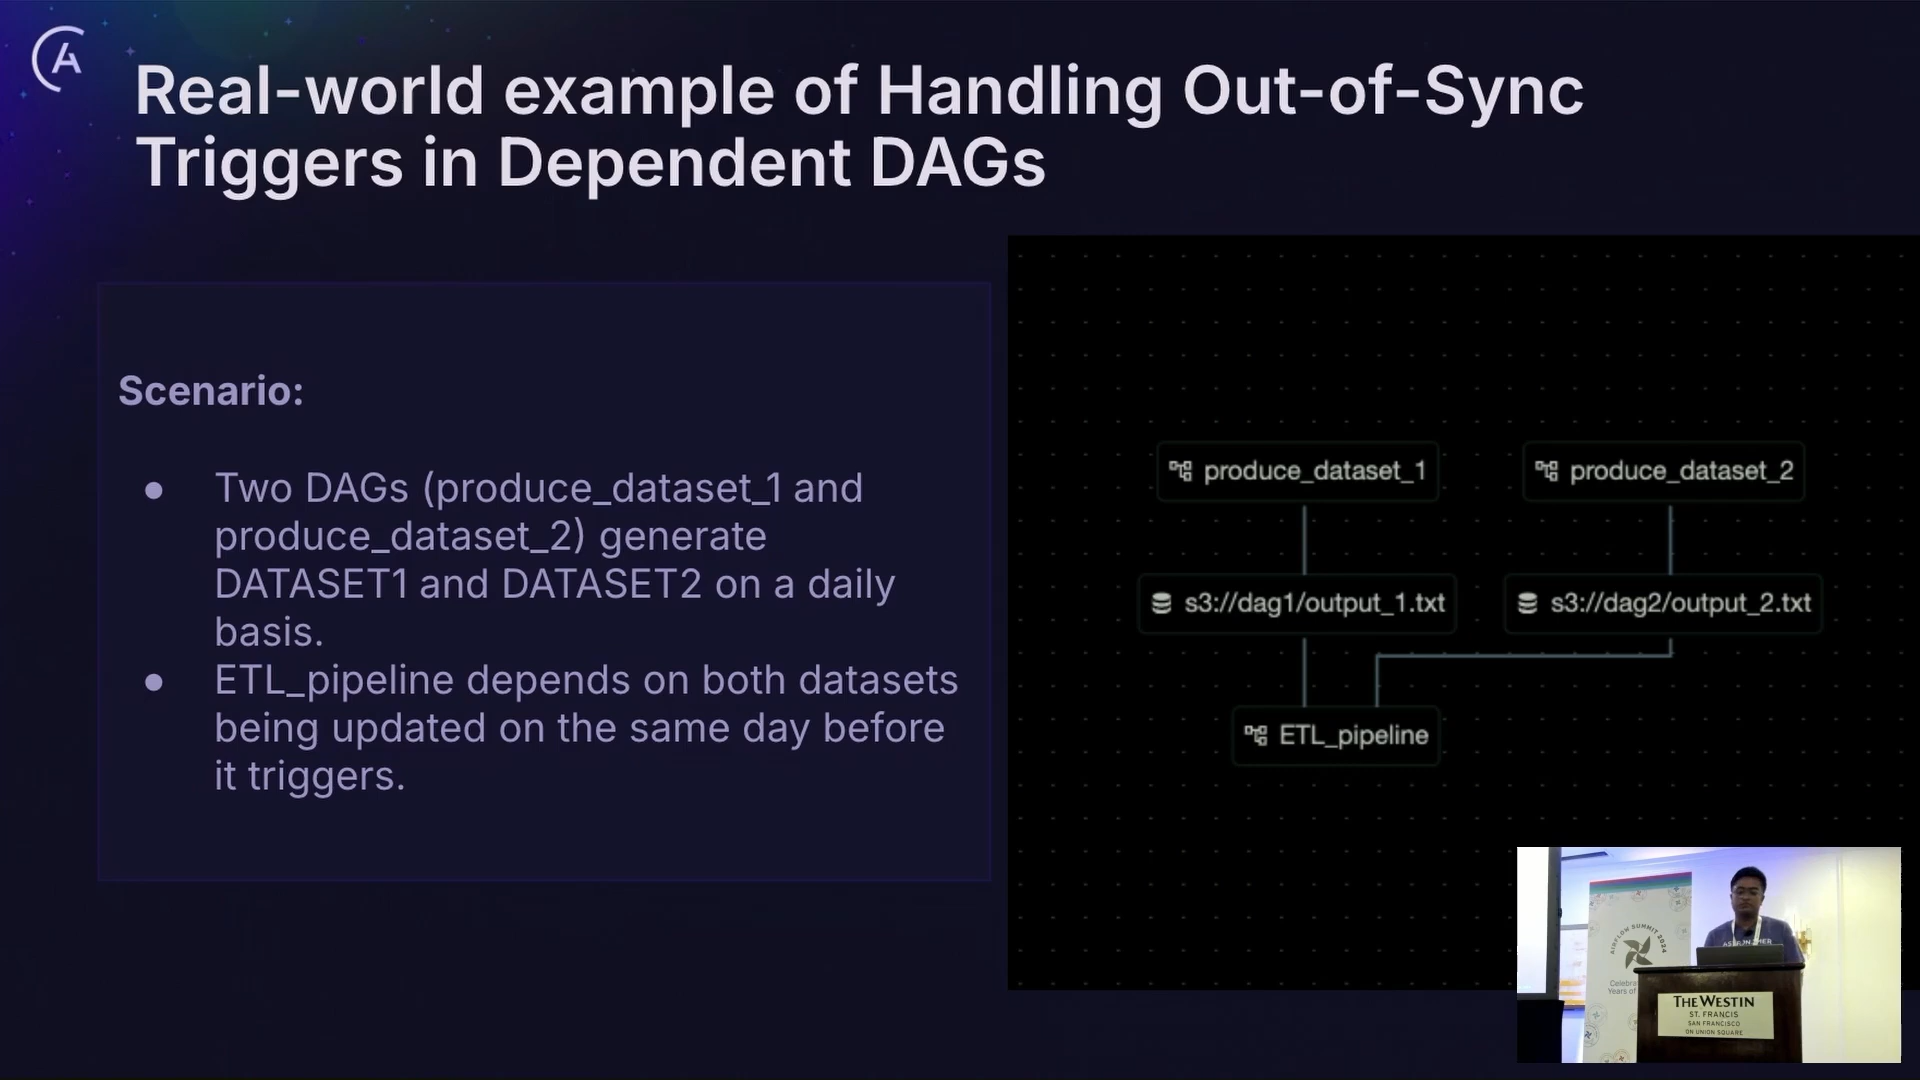 Real-world example of Handling Out-of-Sync
Triggers in Dependent DAGs
Scenario:
● Two DAGs (produce_dataset_1 and
produce_dataset_2) generate
DATASET1 and DATASET2 on a daily
basis.
● ETL_pipeline depends on both datasets
being updated on the same day before
it triggers.
produce_dataset_1
produce_dataset_2
s3://dag1/output_1.txt
s3://dag2/output_2.txt
ETL_pipeline
AIRFLOW SUMMIT 2024
THE WESTIN
ST. FRANCIS
SAN FRANCISCO
ON UNION SQUARE